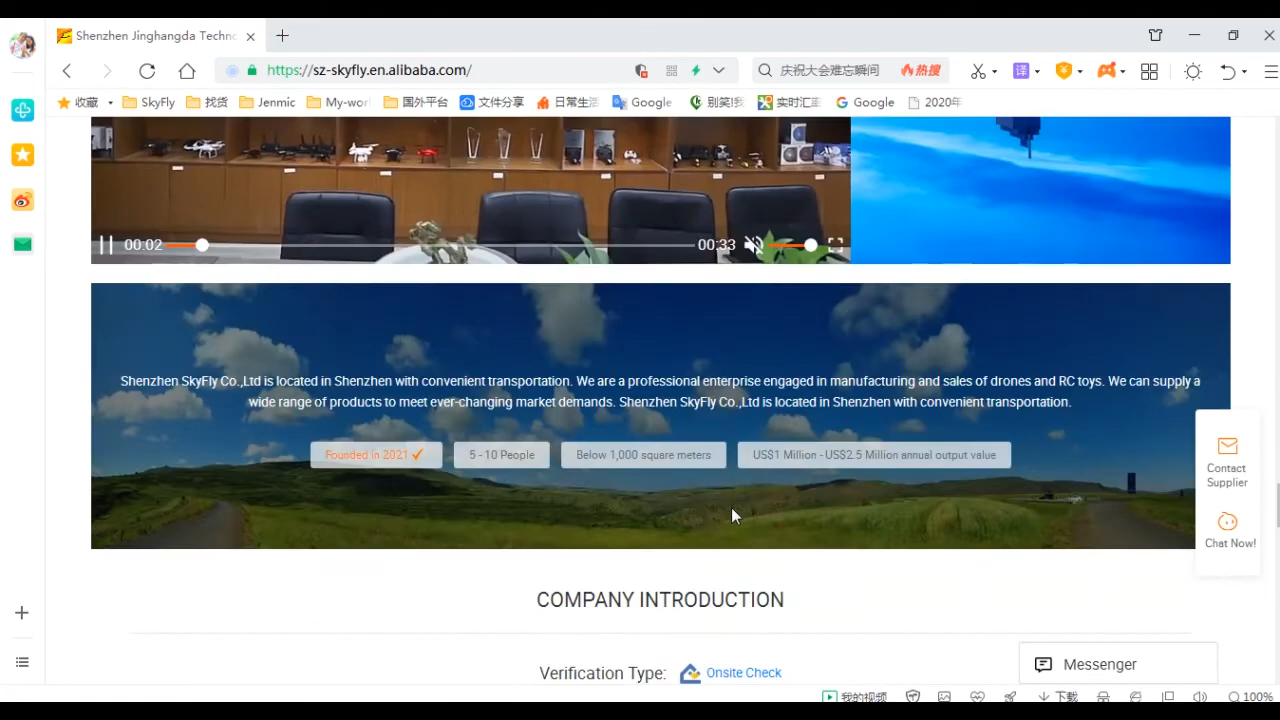 Shenzhen Jinghangda Techno
https://sz-skyfly.en.alibaba.com/
庆祝大会难忘瞬间
热搜
译
收藏
SkyFly
找货
Jenmic
My-worl
国外平台
文件分享
日常生活
Google
别笑!我
实时汇率
Google
2020年
00:02
00:33
Shenzhen SkyFly Co.,Ltd is located in Shenzhen with convenient transportation. We are a professional enterprise engaged in manufacturing and sales of drones and RC toys. We can supply a
wide range of products to meet ever-changing market demands. Shenzhen SkyFly Co.,Ltd is located in Shenzhen with convenient transportation.
Founded in 2021
5 - 10 People
Below 1,000 square meters
US$1 Million - US$2.5 Million annual output value
Contact
Supplier
Chat Now!
COMPANY INTRODUCTION
Verification Type:
Onsite Check
Messenger
我的视频
下载
100%